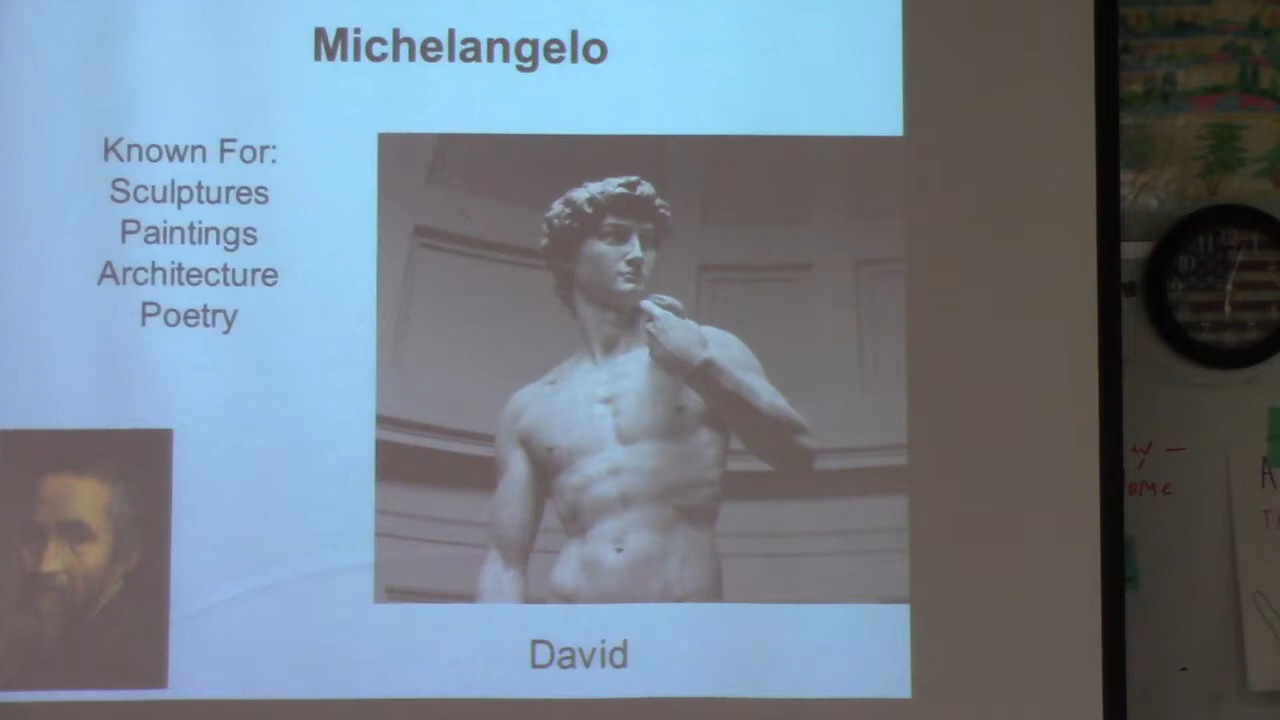 Michelangelo
Known For:
Sculptures
Paintings
Architecture
Poetry
David